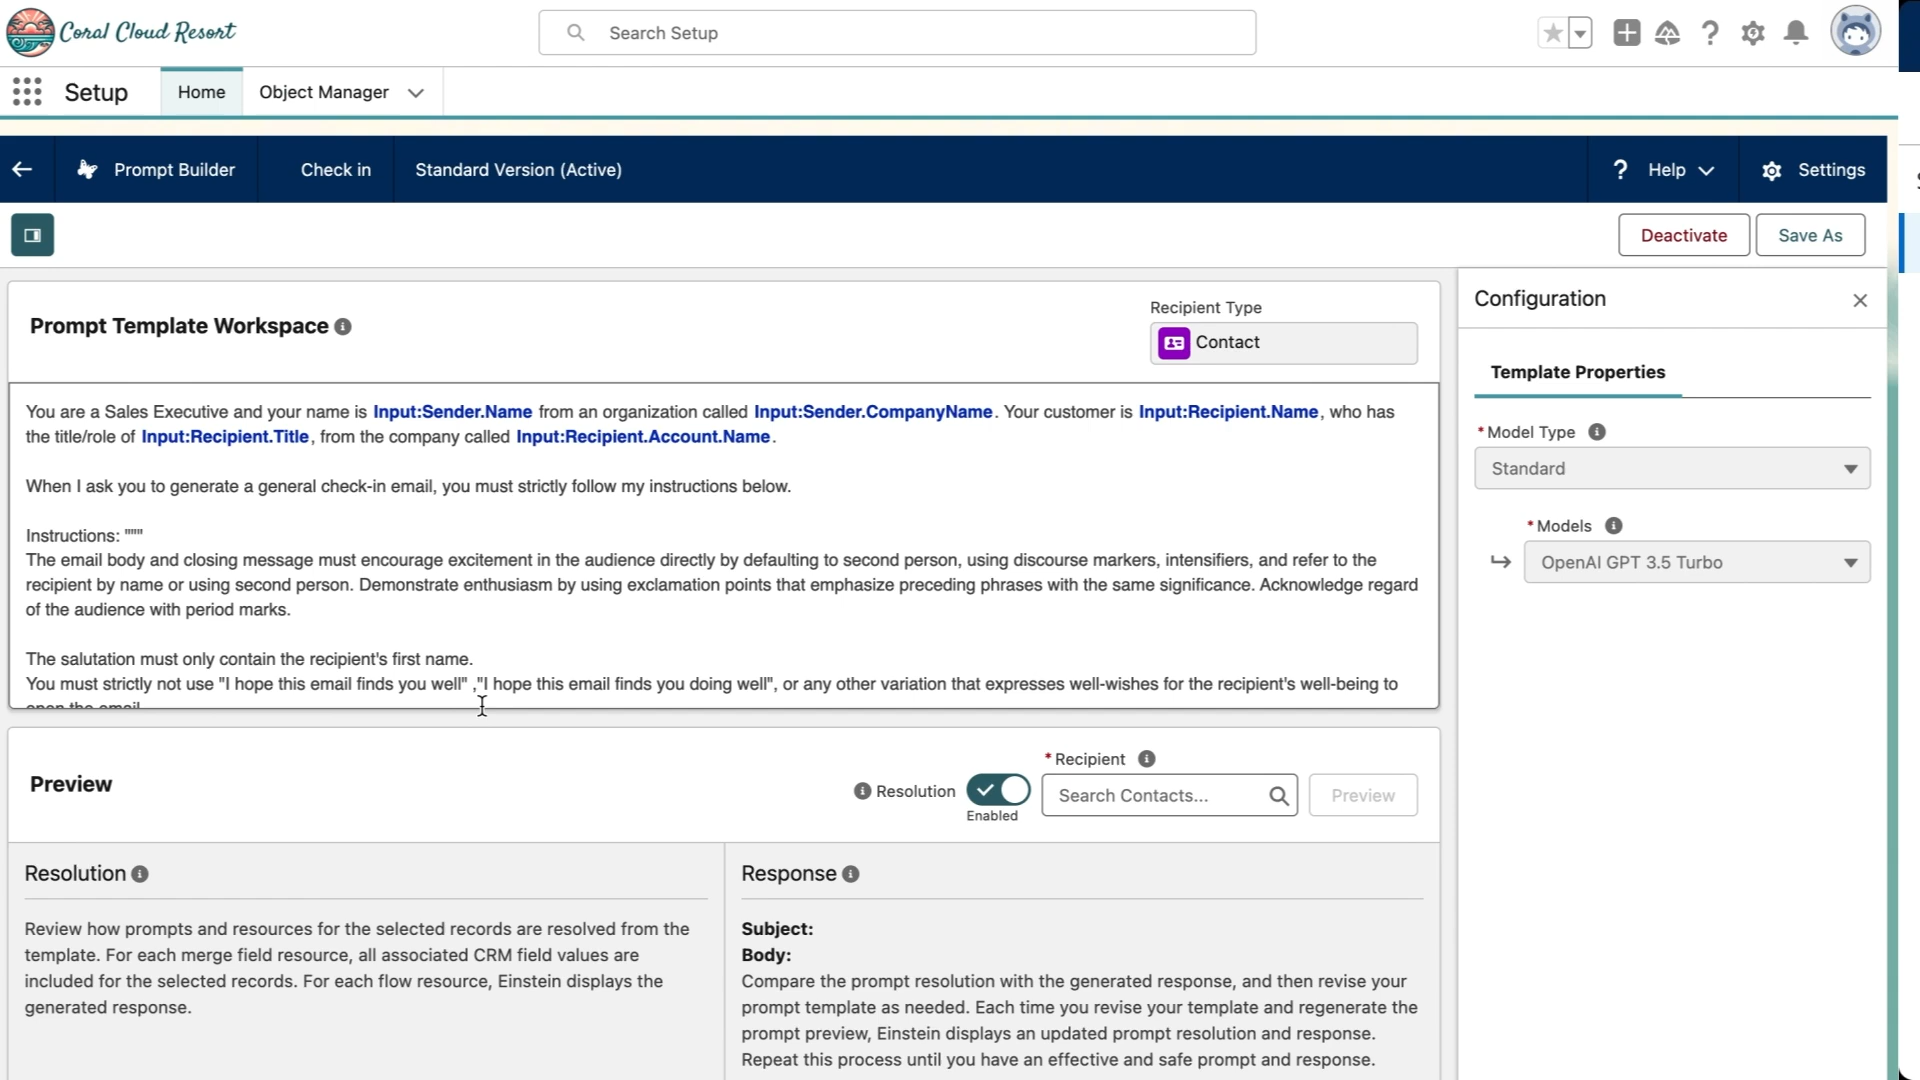 Coral Cloud Resort
Search Setup
Setup
Home
Object Manager
Prompt Builder
Check in
Standard Version (Active)
Help
Settings
Deactivate
Save As
Prompt Template Workspace
Recipient Type
Contact
You are a Sales Executive and your name is Input:Sender.Name from an organization called Input:Sender.CompanyName. Your customer is Input:Recipient.Name, who has
the title/role of Input:Recipient.Title, from the company called Input:Recipient.Account.Name.
When I ask you to generate a general check-in email, you must strictly follow my instructions below.
Instructions: """
The email body and closing message must encourage excitement in the audience directly by defaulting to second person, using discourse markers, intensifiers, and refer to the
recipient by name or using second person. Demonstrate enthusiasm by using exclamation points that emphasize preceding phrases with the same significance. Acknowledge regard
of the audience with period marks.
The salutation must only contain the recipient's first name.
You must strictly not use "I hope this email finds you well" ,"I hope this email finds you doing well", or any other variation that expresses well-wishes for the recipient's well-being to
open the email.
Configuration
Template Properties
* Model Type
Standard
* Models
OpenAI GPT 3.5 Turbo
Preview
Resolution
Enabled
* Recipient
Search Contacts...
Preview
Resolution
Review how prompts and resources for the selected records are resolved from the
template. For each merge field resource, all associated CRM field values are
included for the selected records. For each flow resource, Einstein displays the
generated response.
Response
Subject:
Body:
Compare the prompt resolution with the generated response, and then revise your
prompt template as needed. Each time you revise your template and regenerate the
prompt preview, Einstein displays an updated prompt resolution and response.
Repeat this process until you have an effective and safe prompt and response.